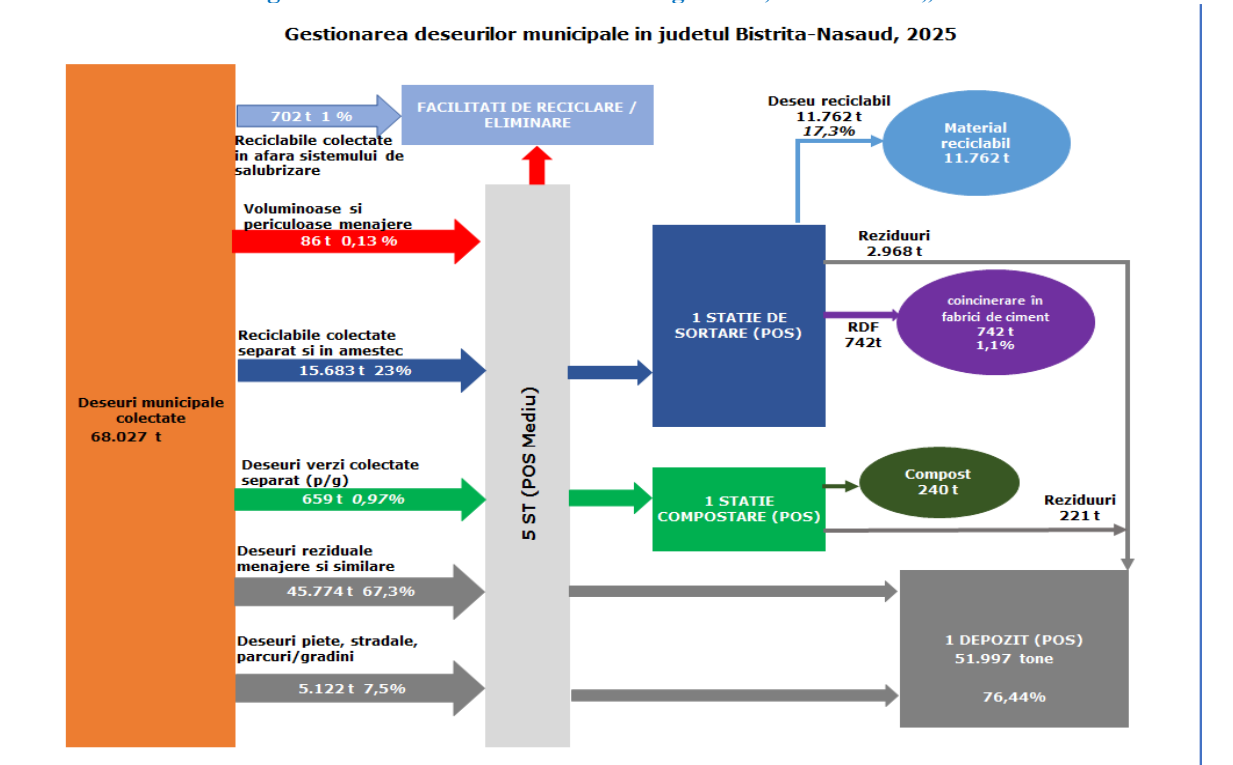 Gestionarea deseurilor municipale in judetul Bistrita-Nasaud, 2025
Deseuri municipale
colectate
68.027 t
702 t 1 %
Reciclabile colectate
in afara sistemului de
salubrizare
FACILITATI DE RECICLARE /
ELIMINARE
Voluminoase si
periculoase menajere
86 t 0,13 %
Reciclabile colectate
separat si in amestec
15.683 t 23%
Deseuri verzi colectate
separat (p/g)
659 t 0,97%
Deseuri reziduale
menajere si similare
45.774 t 67,3%
Deseuri piete, stradale,
parcuri/gradini
5.122 t 7,5%
5 ST (POS Mediu)
1 STATIE DE
SORTARE (POS)
Deseu reciclabil
11.762 t
17,3%
Material
reciclabil
11.762 t
Reziduuri
2.968 t
RDF
742t
coincinerare în
fabrici de ciment
742 t
1,1%
1 STATIE
COMPOSTARE (POS)
Compost
240 t
Reziduuri
221 t
1 DEPOZIT (POS)
51.997 tone
76,44%